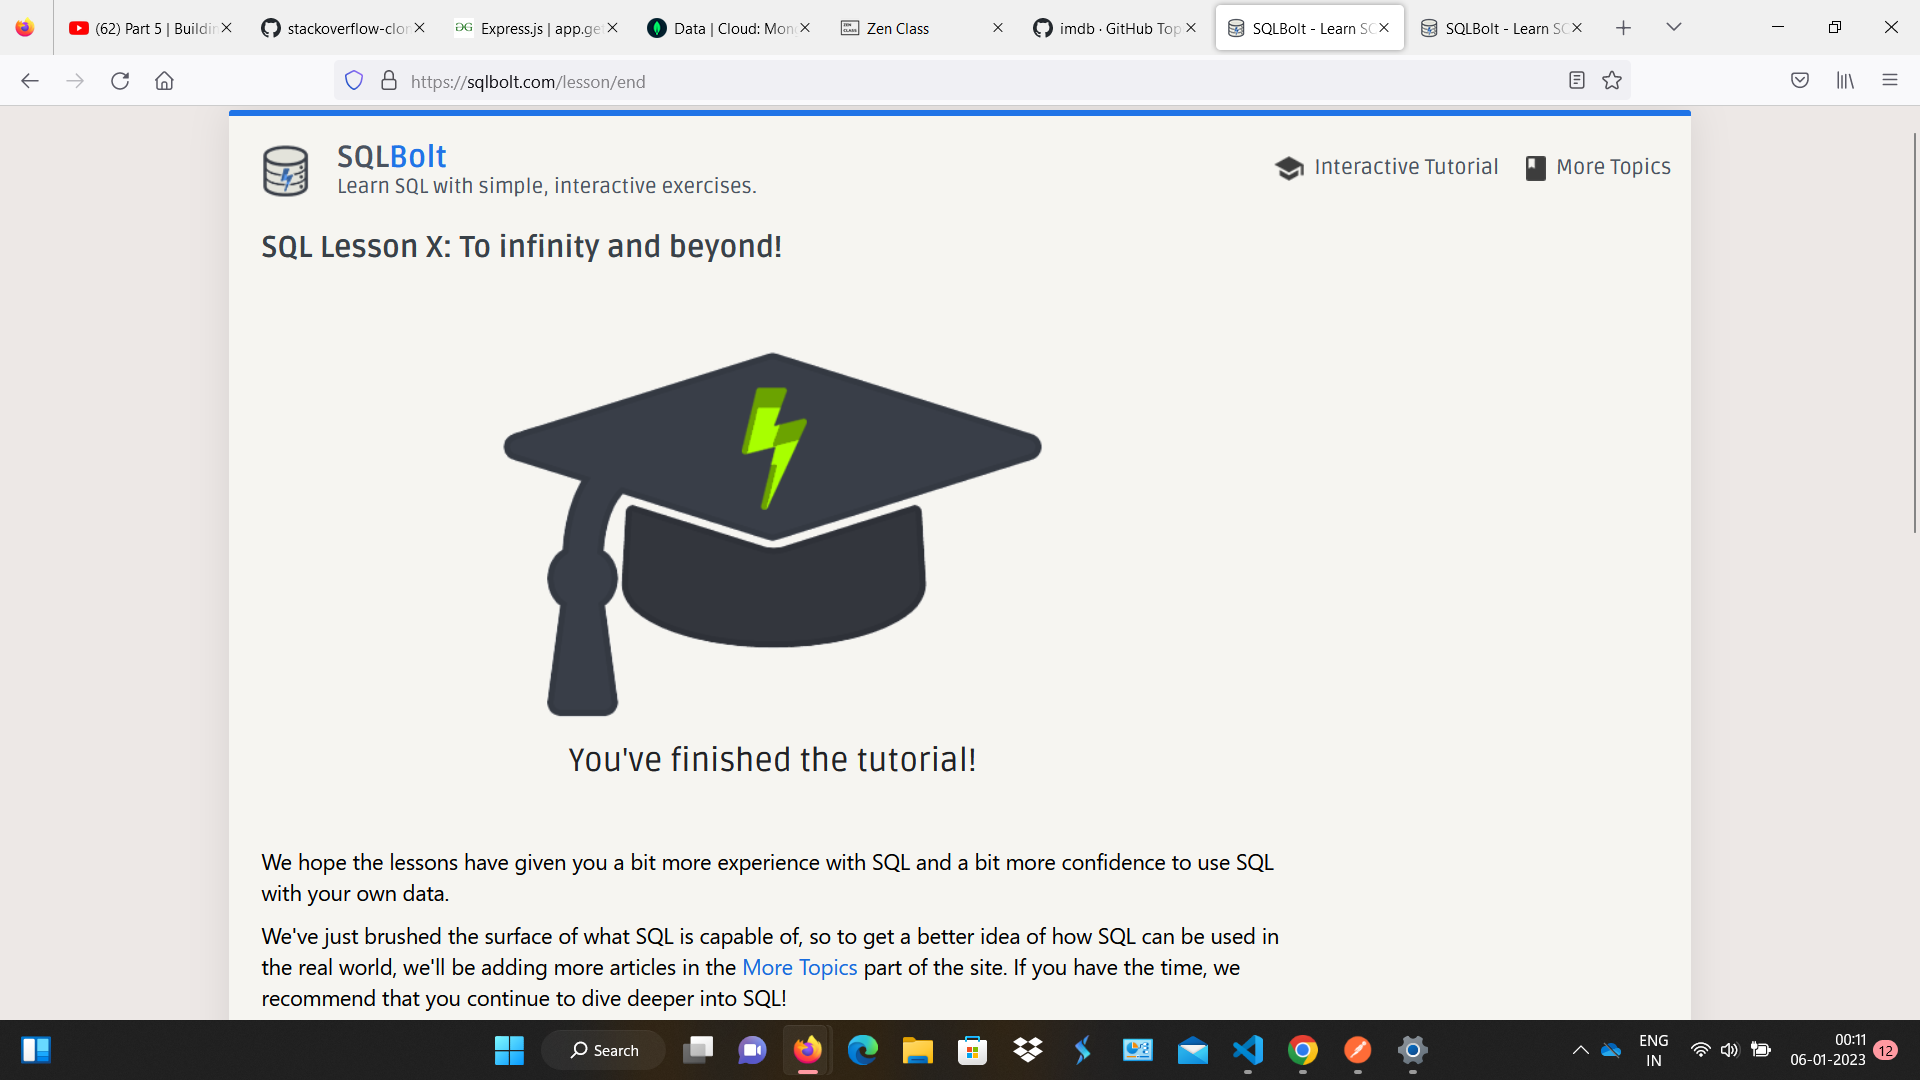 (62) Part 5 | Buildin
stackoverflow-clon
Express.js | app.ge
Data | Cloud: Mon
Zen Class
imdb · GitHub Top
SQLBolt - Learn SQ
SQLBolt - Learn SQ
https://sqlbolt.com/lesson/end
SQLBolt
Learn SQL with simple, interactive exercises.
Interactive Tutorial
More Topics
SQL Lesson X: To infinity and beyond!
You've finished the tutorial!
We hope the lessons have given you a bit more experience with SQL and a bit more confidence to use SQL
with your own data.
We've just brushed the surface of what SQL is capable of, so to get a better idea of how SQL can be used in
the real world, we'll be adding more articles in the More Topics part of the site. If you have the time, we
recommend that you continue to dive deeper into SQL!
Search
ENG
IN
00:11
06-01-2023
12